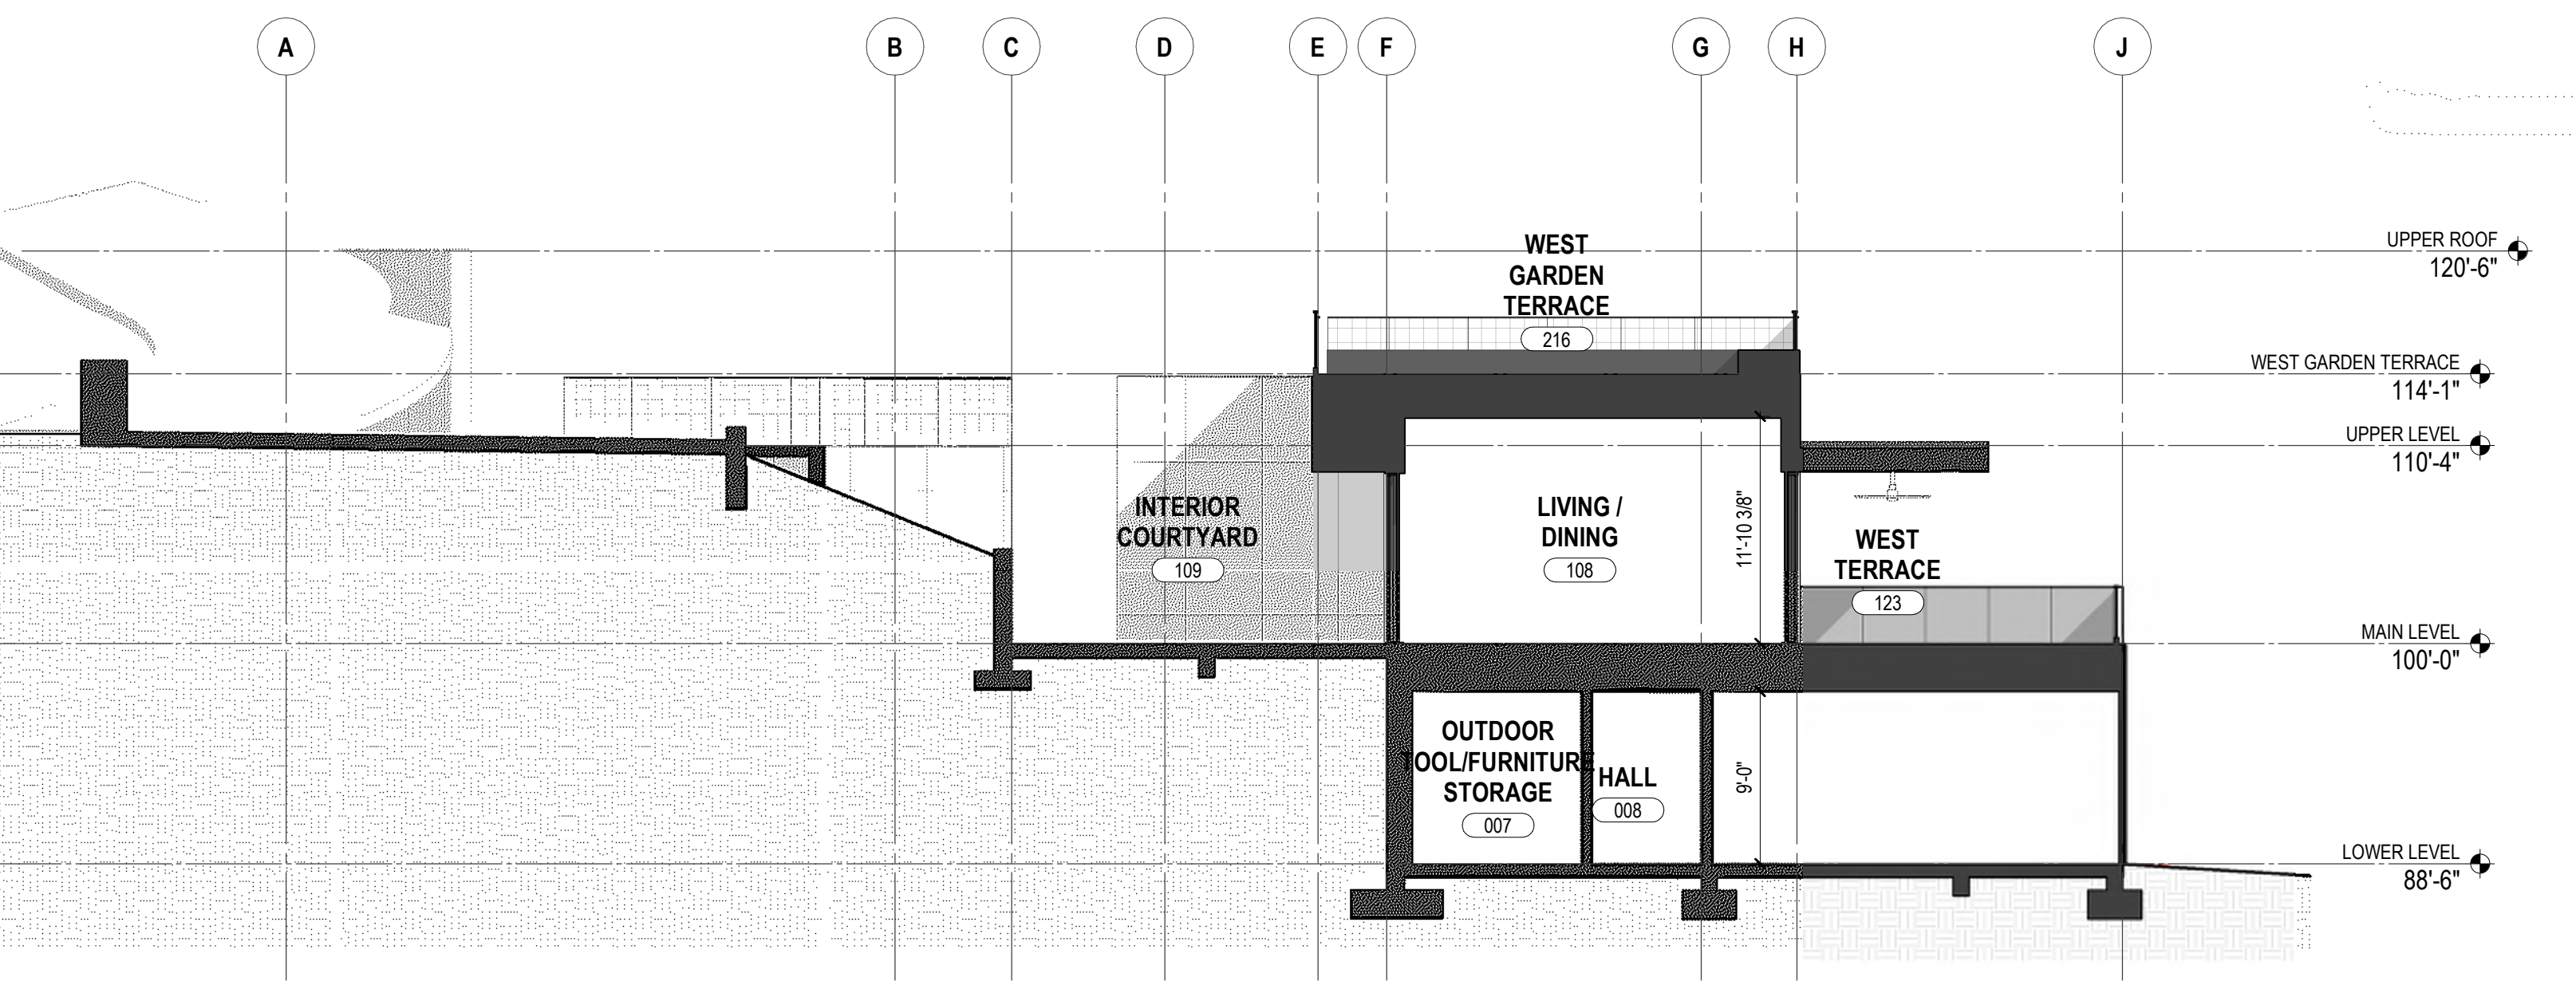 A
B
C
D
E
F
G
H
J
UPPER ROOF
120'-6"
WEST
GARDEN
TERRACE
216
WEST GARDEN TERRACE
114'-1"
UPPER LEVEL
110'-4"
INTERIOR
COURTYARD
109
LIVING /
DINING
108
11'-10 3/8"
WEST
TERRACE
123
MAIN LEVEL
100'-0"
OUTDOOR
TOOL/FURNITURE
STORAGE
007
HALL
008
9'-0"
LOWER LEVEL
88'-6"